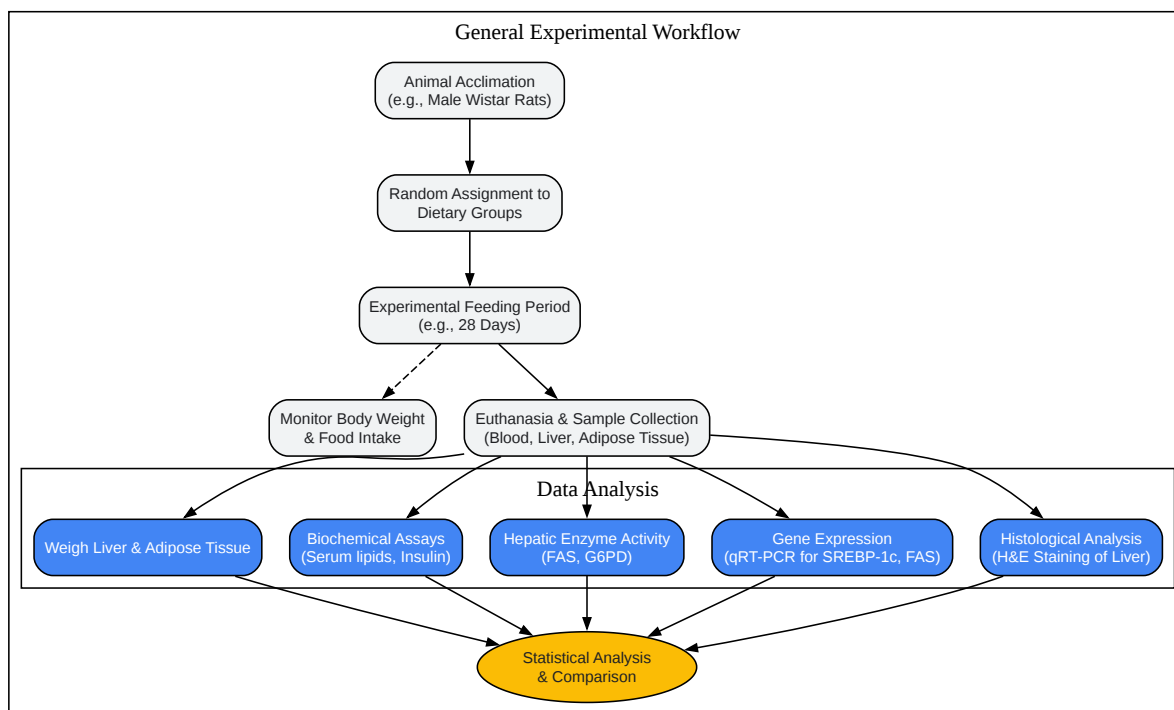 General Experimental Workflow
Animal Acclimation
(e.g., Male Wistar Rats)
Random Assignment to
Dietary Groups
Experimental Feeding Period
(e.g., 28 Days)
Monitor Body Weight
& Food Intake
Euthanasia & Sample Collection
(Blood, Liver, Adipose Tissue)
Data Analysis
Weigh Liver & Adipose Tissue
Biochemical Assays
(Serum lipids, Insulin)
Hepatic Enzyme Activity
(FAS, G6PD)
Gene Expression
(qRT-PCR for SREBP-1c, FAS)
Histological Analysis
(H&E Staining of Liver)
Statistical Analysis
& Comparison